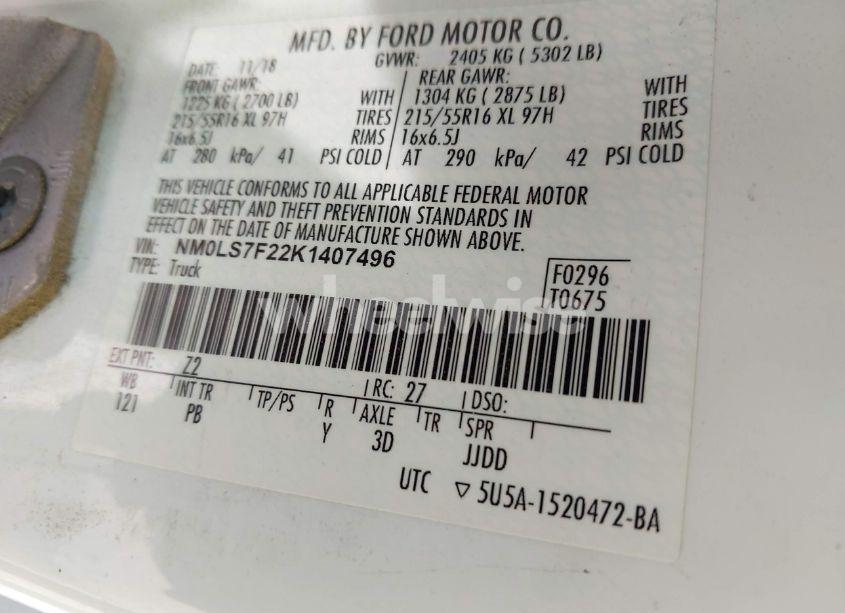 MFD. BY FORD MOTOR CO.
DATE: 11/18 GVWR: 2405 KG ( 5302 LB)
FRONT GAWR: REAR GAWR:
1225 KG ( 2700 LB) WITH 1304 KG ( 2875 LB) WITH
215/55R16 XL 97H TIRES 215/55R16 XL 97H TIRES
16x6.5J RIMS 16x6.5J RIMS
AT 280 kPa/ 41 PSI COLD AT 290 kPa/ 42 PSI COLD
THIS VEHICLE CONFORMS TO ALL APPLICABLE FEDERAL MOTOR
VEHICLE SAFETY AND THEFT PREVENTION STANDARDS IN
EFFECT ON THE DATE OF MANUFACTURE SHOWN ABOVE.
VIN: NM0LS7F22K1407496
TYPE: Truck
F0296
T0675
wheelwise
EXT PNT: Z2 RC: 27 DSO:
WB INT TR TP/PS R AXLE TR SPR
121 PB Y 3D JJDD
UTC ▽ 5U5A-1520472-BA